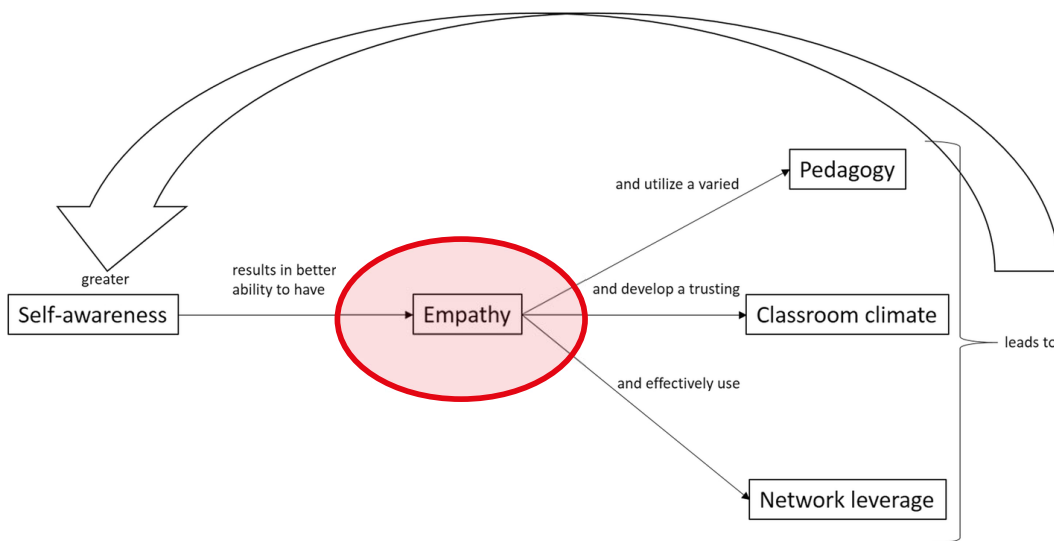 greater
Self-awareness
results in better
ability to have
Empathy
and utilize a varied
Pedagogy
and develop a trusting
Classroom climate
and effectively use
Network leverage
leads to